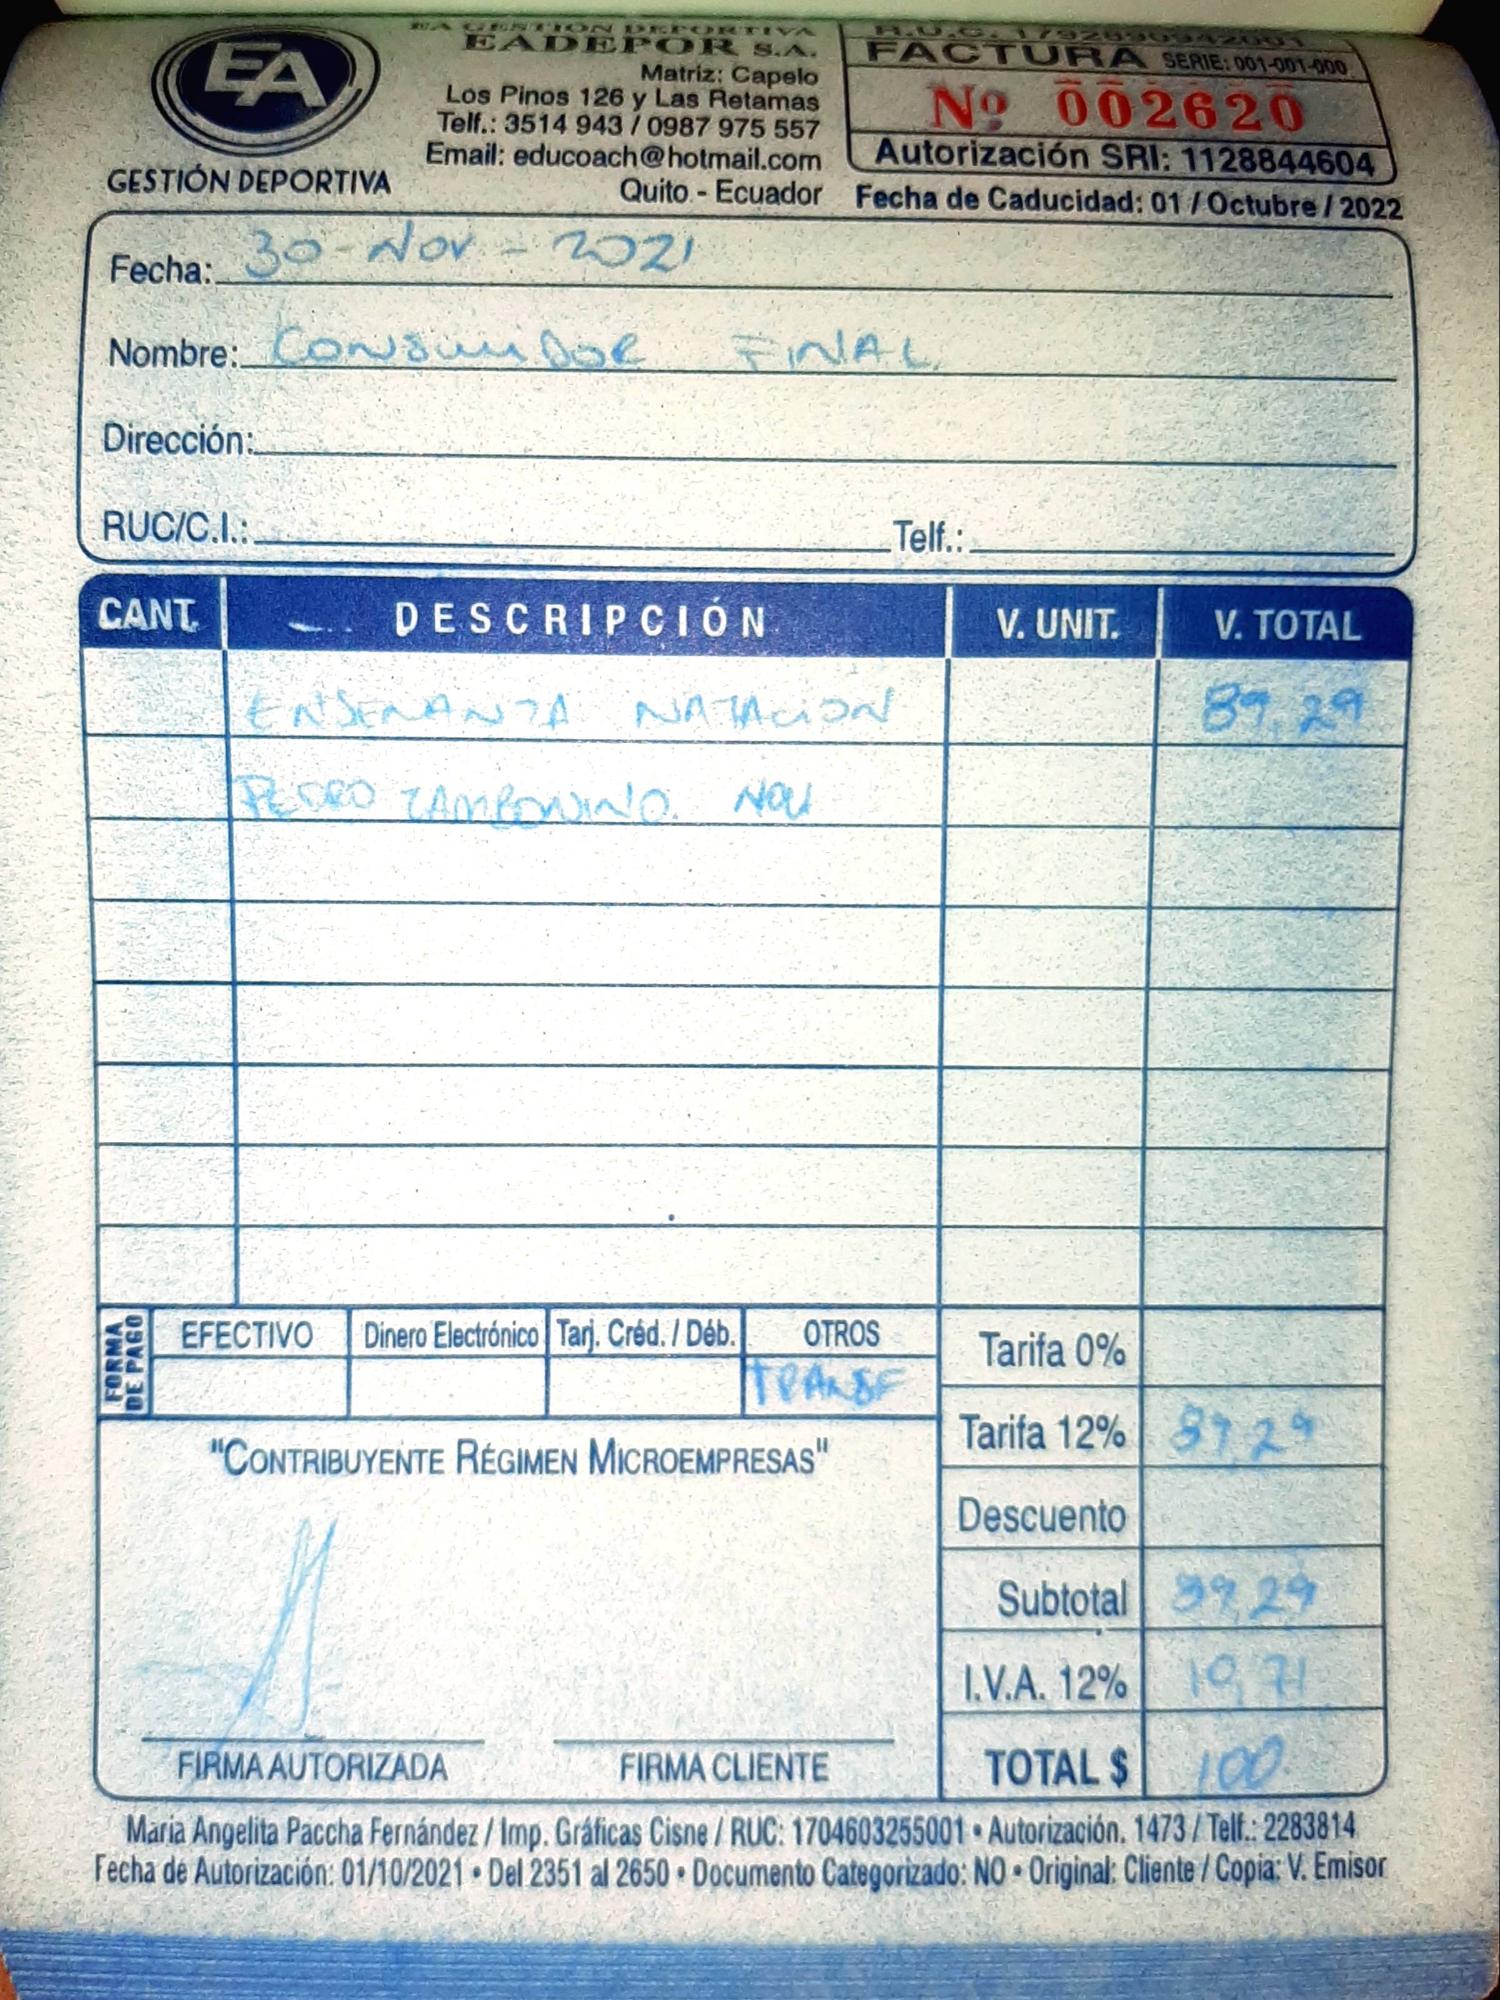 EA
GESTIÓN DEPORTIVA
EA GESTIÓN DEPORTIVA
EADEPOR S.A.
Matriz: Capelo
Los Pinos 126 y Las Retamas
Telf.: 3514 943 / 0987 975 557
Email: educoach@hotmail.com
Quito - Ecuador
R.U.C. 1792690942001
FACTURA SERIE: 001-001-000
Nº 002620
Autorización SRI: 1128844604
Fecha de Caducidad: 01 / Octubre / 2022
Fecha: 30-Nov-2021
Nombre: CONSUMIDOR FINAL
Dirección:
RUC/C.I.: Telf.:
CANT. DESCRIPCIÓN V. UNIT. V. TOTAL
ENSENANZA NATACION 89,29
PEDRO ZAMBONINO. NOV
FORMA DE PAGO
EFECTIVO Dinero Electrónico Tarj. Créd. / Déb. OTROS
TRANSF
Tarifa 0%
Tarifa 12% 89,29
Descuento
Subtotal 89,29
I.V.A. 12% 10,71
TOTAL $ 100
"CONTRIBUYENTE RÉGIMEN MICROEMPRESAS"
FIRMA AUTORIZADA FIRMA CLIENTE
Maria Angelita Paccha Fernández / Imp. Gráficas Cisne / RUC: 1704603255001 • Autorización. 1473 / Telf.: 2283814
Fecha de Autorización: 01/10/2021 • Del 2351 al 2650 • Documento Categorizado: NO • Original: Cliente / Copia: V. Emisor